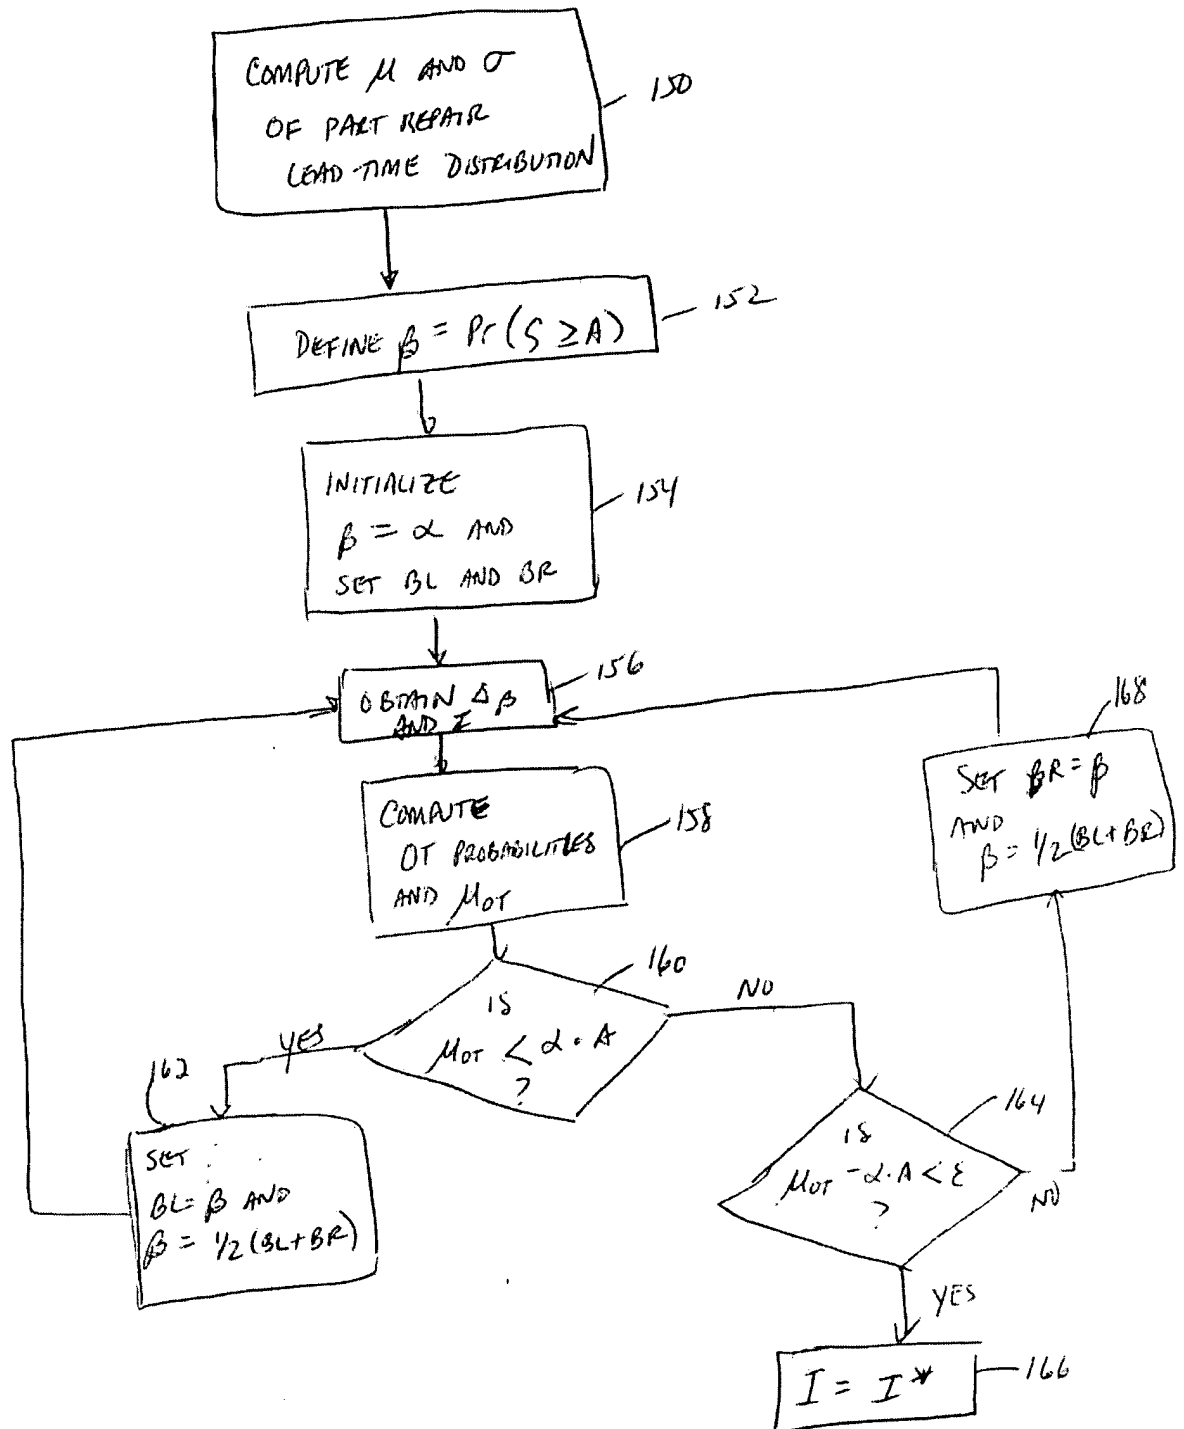 COMPUTE μ AND σ
OF PART REPAIR
LEAD-TIME DISTRIBUTION
150
DEFINE β = Pr(S ≥ A)
152
INITIALIZE
β = α AND
SET BL AND BR
154
OBTAIN Δβ
AND I
156
COMPUTE
OT PROBABILITIES
AND μOT
158
IS
μOT < α · A
?
160
YES
NO
162
SET
BL = β AND
β = 1/2 (BL + BR)
IS
μOT - α · A < ε
?
164
NO
YES
168
SET BR = β
AND
β = 1/2 (BL + BR)
I = I*
166